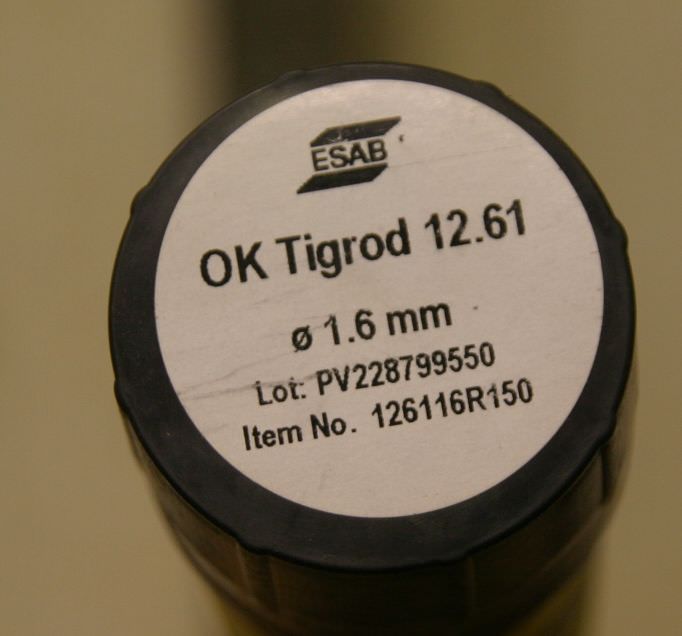 ESAB
OK Tigrod 12.61
ø 1.6 mm
Lot: PV228799550
Item No. 126116R150